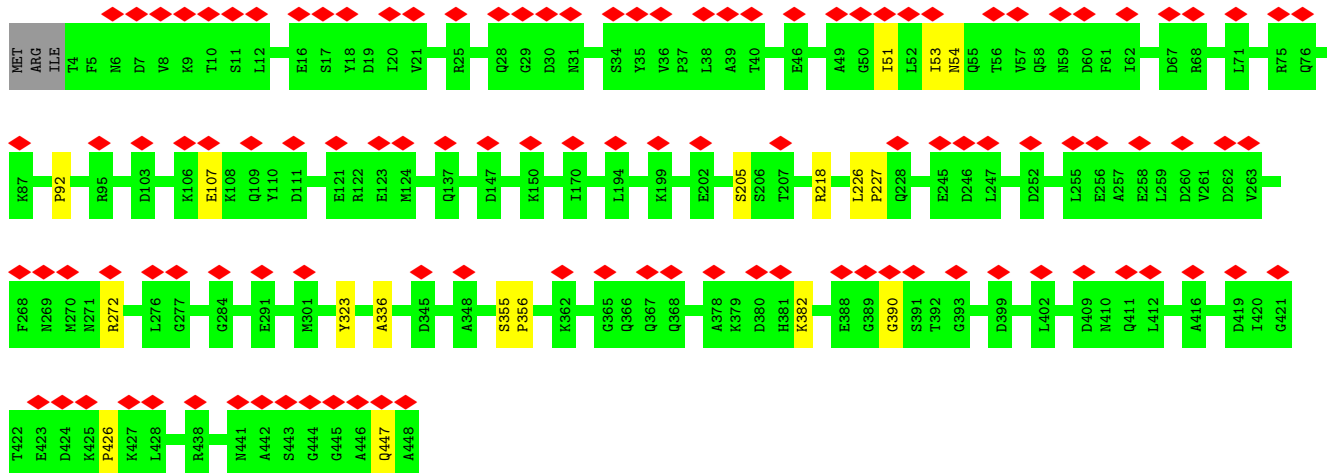 MET ARG ILE T4 F5 N6 D7 V8 K9 T10 S11 L12 E16 S17 Y18 D19 I20 V21 R25 Q28 G29 D30 N31 S34 Y35 V36 P37 L38 A39 T40 E46 A49 G50 I51 L52 I53 N54 Q55 T56 V57 Q58 N59 D60 F61 I62 D67 R68 L71 R75 Q76
K87 P92 R95 D103 K106 E107 K108 Q109 Y110 D111 E121 R122 E123 M124 Q137 D147 K150 I170 L194 K199 E202 S205 S206 T207 R218 L226 P227 Q228 E245 D246 L247 D252 L255 E256 A257 E258 L259 D260 V261 D262 V263
F268 N269 M270 N271 R272 L276 G277 G284 E291 M301 Y323 A336 D345 A348 S355 P356 K362 G365 Q366 Q367 Q368 A378 K379 D380 H381 K382 E388 G389 G390 S391 T392 G393 D399 L402 D409 N410 Q411 L412 A416 D419 I420 G421
T422 E423 D424 K425 P426 K427 L428 R438 N441 A442 S443 G444 G445 A446 Q447 A448